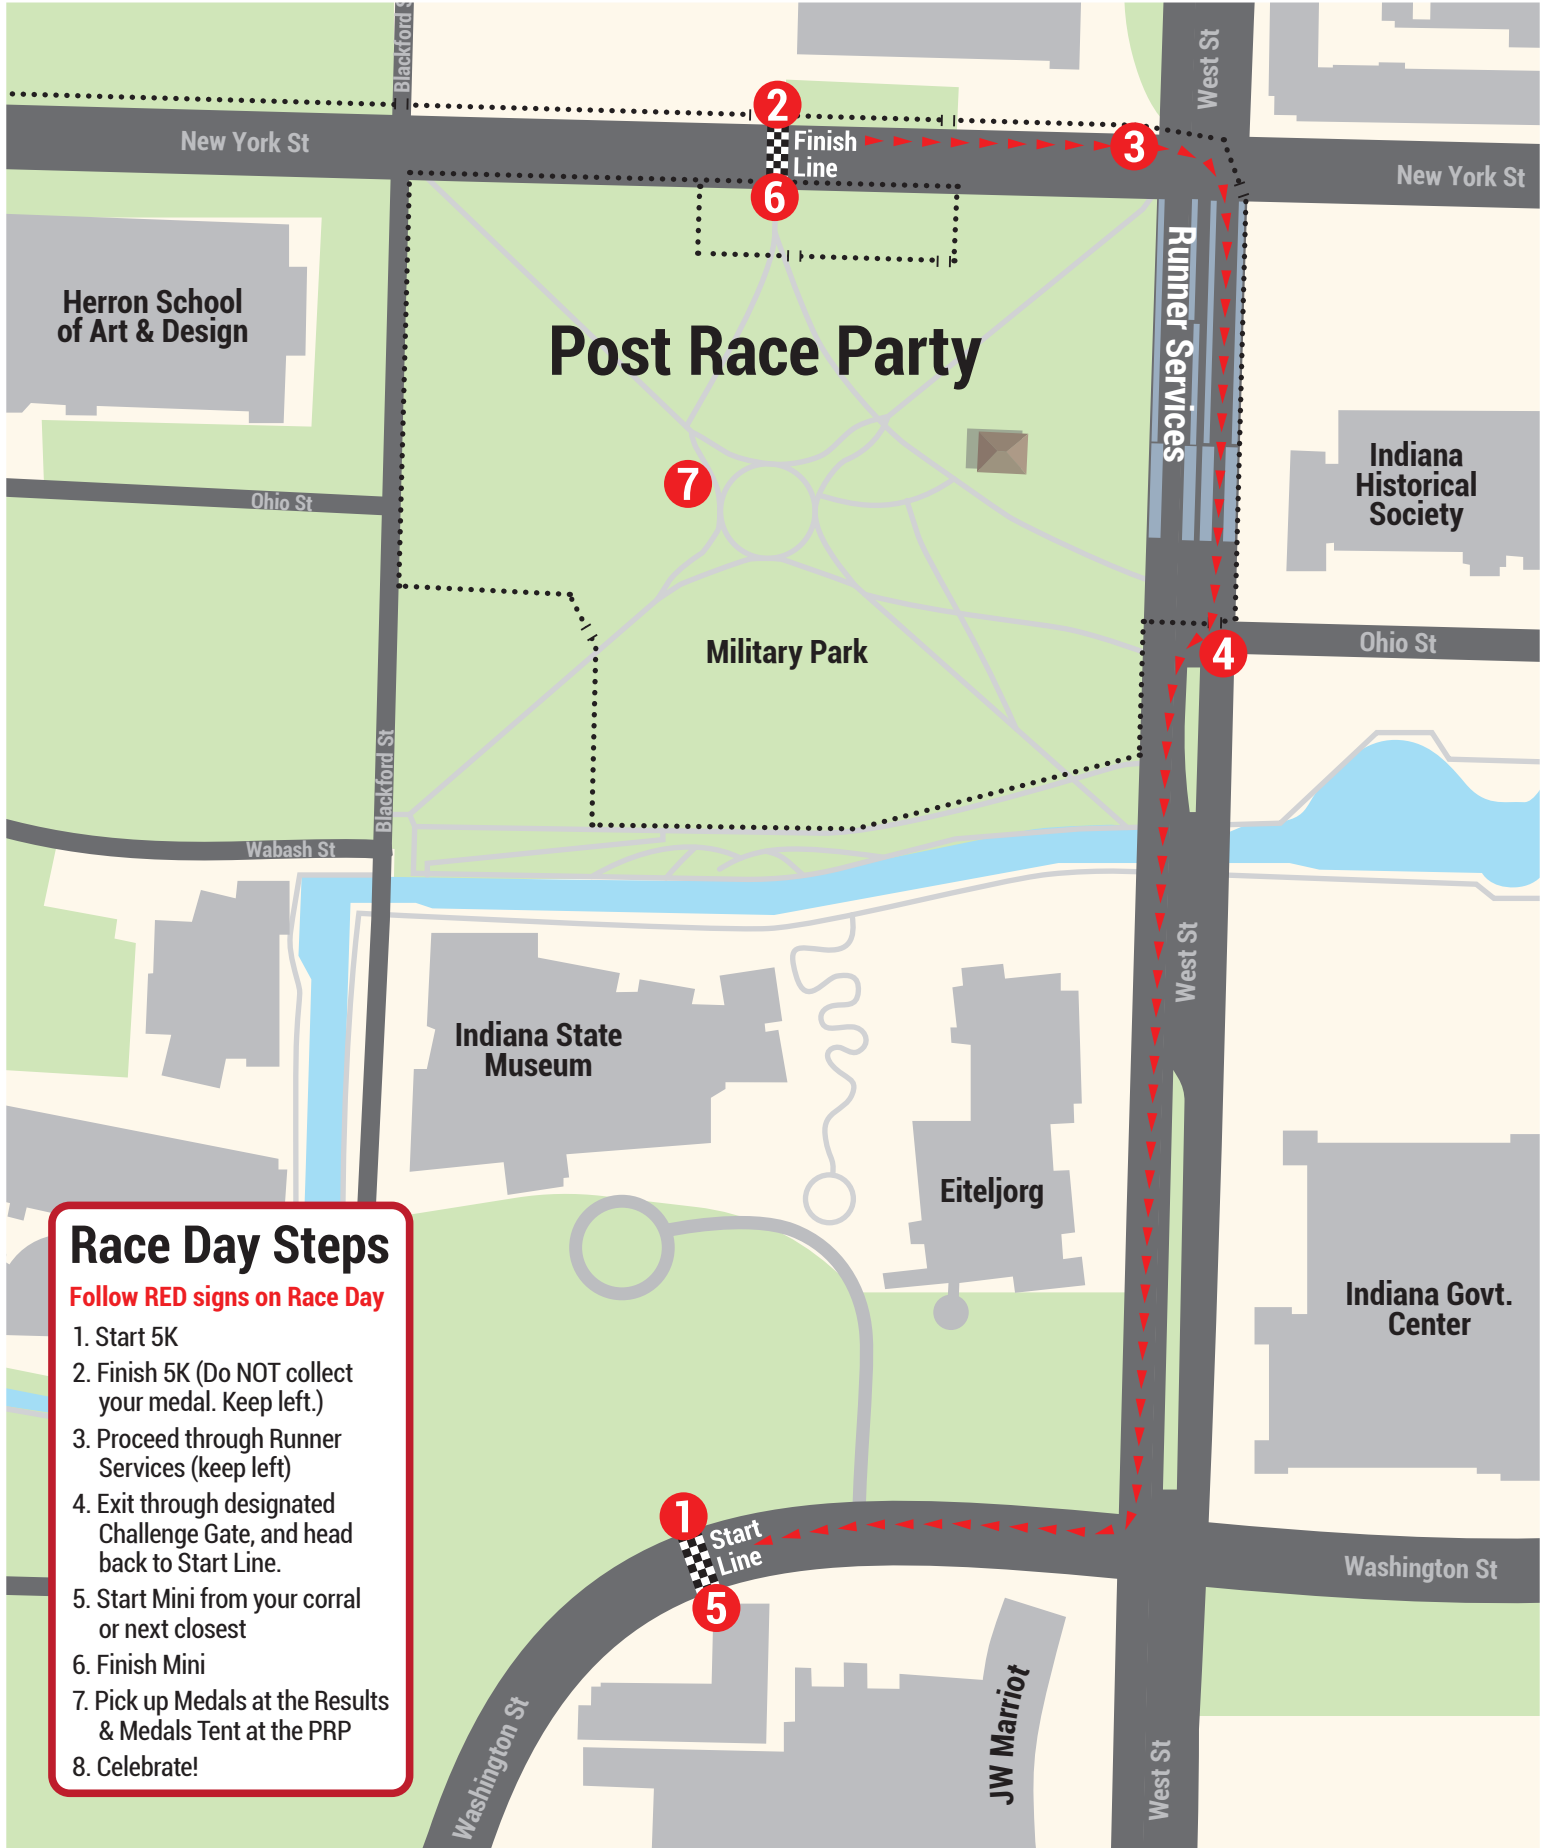 Blackford S
West St
2
New York St
Finish
Line
3
New York St
6
Runner Services
Herron School
of Art & Design
Post Race Party
7
Indiana
Historical
Society
Ohio St
Military Park
4
Ohio St
Blackford St
Wabash St
West St
Indiana State
Museum
Eiteljorg
Indiana Govt.
Center
Race Day Steps
Follow RED signs on Race Day
1. Start 5K
2. Finish 5K (Do NOT collect
your medal. Keep left.)
3. Proceed through Runner
Services (keep left)
4. Exit through designated
Challenge Gate, and head
back to Start Line.
5. Start Mini from your corral
or next closest
6. Finish Mini
7. Pick up Medals at the Results
& Medals Tent at the PRP
8. Celebrate!
1
Start
Line
5
Washington St
Washington St
JW Marriot
West St